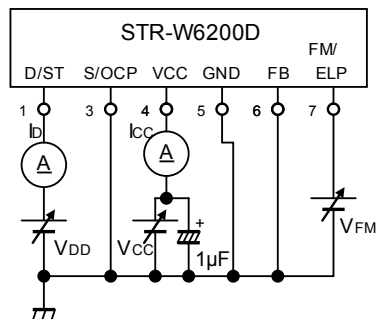 STR-W6200D
FM/
D/ST S/OCP VCC GND FB ELP
1 3 4 5 6 7
ID ICC
A A
VDD VCC + VFM
1µF